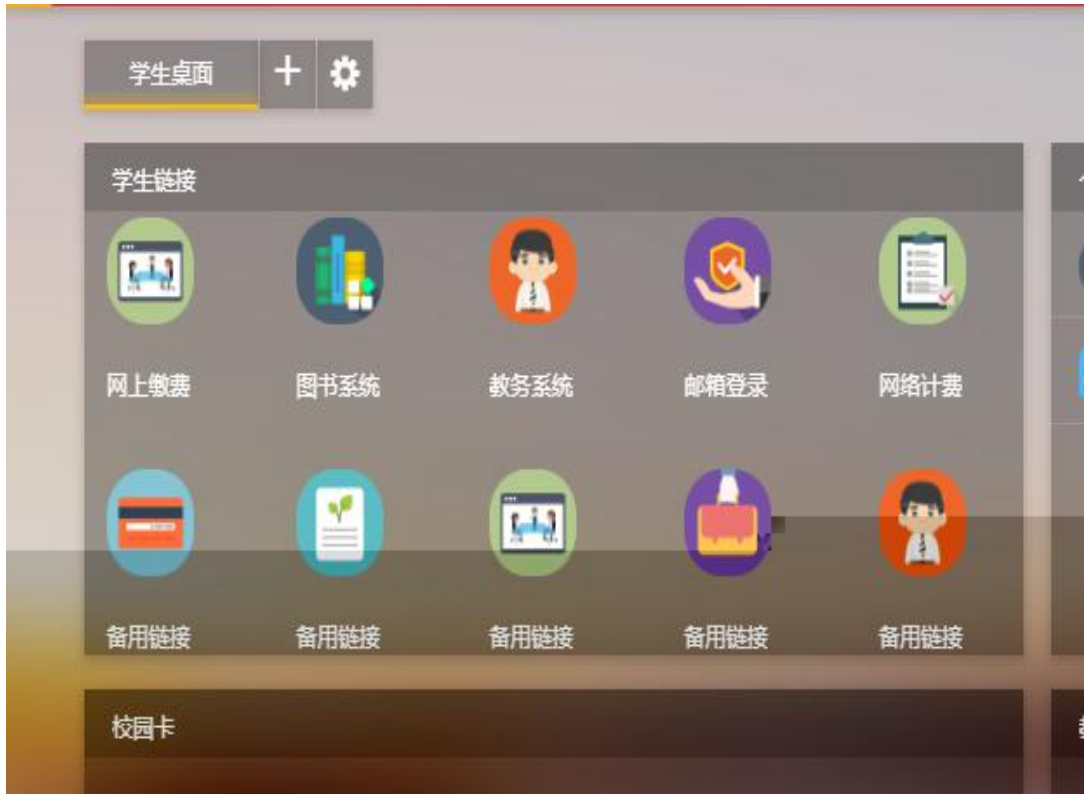 学生桌面
学生链接
网上缴费 图书系统 教务系统 邮箱登录 网络计费
备用链接 备用链接 备用链接 备用链接 备用链接
校园卡